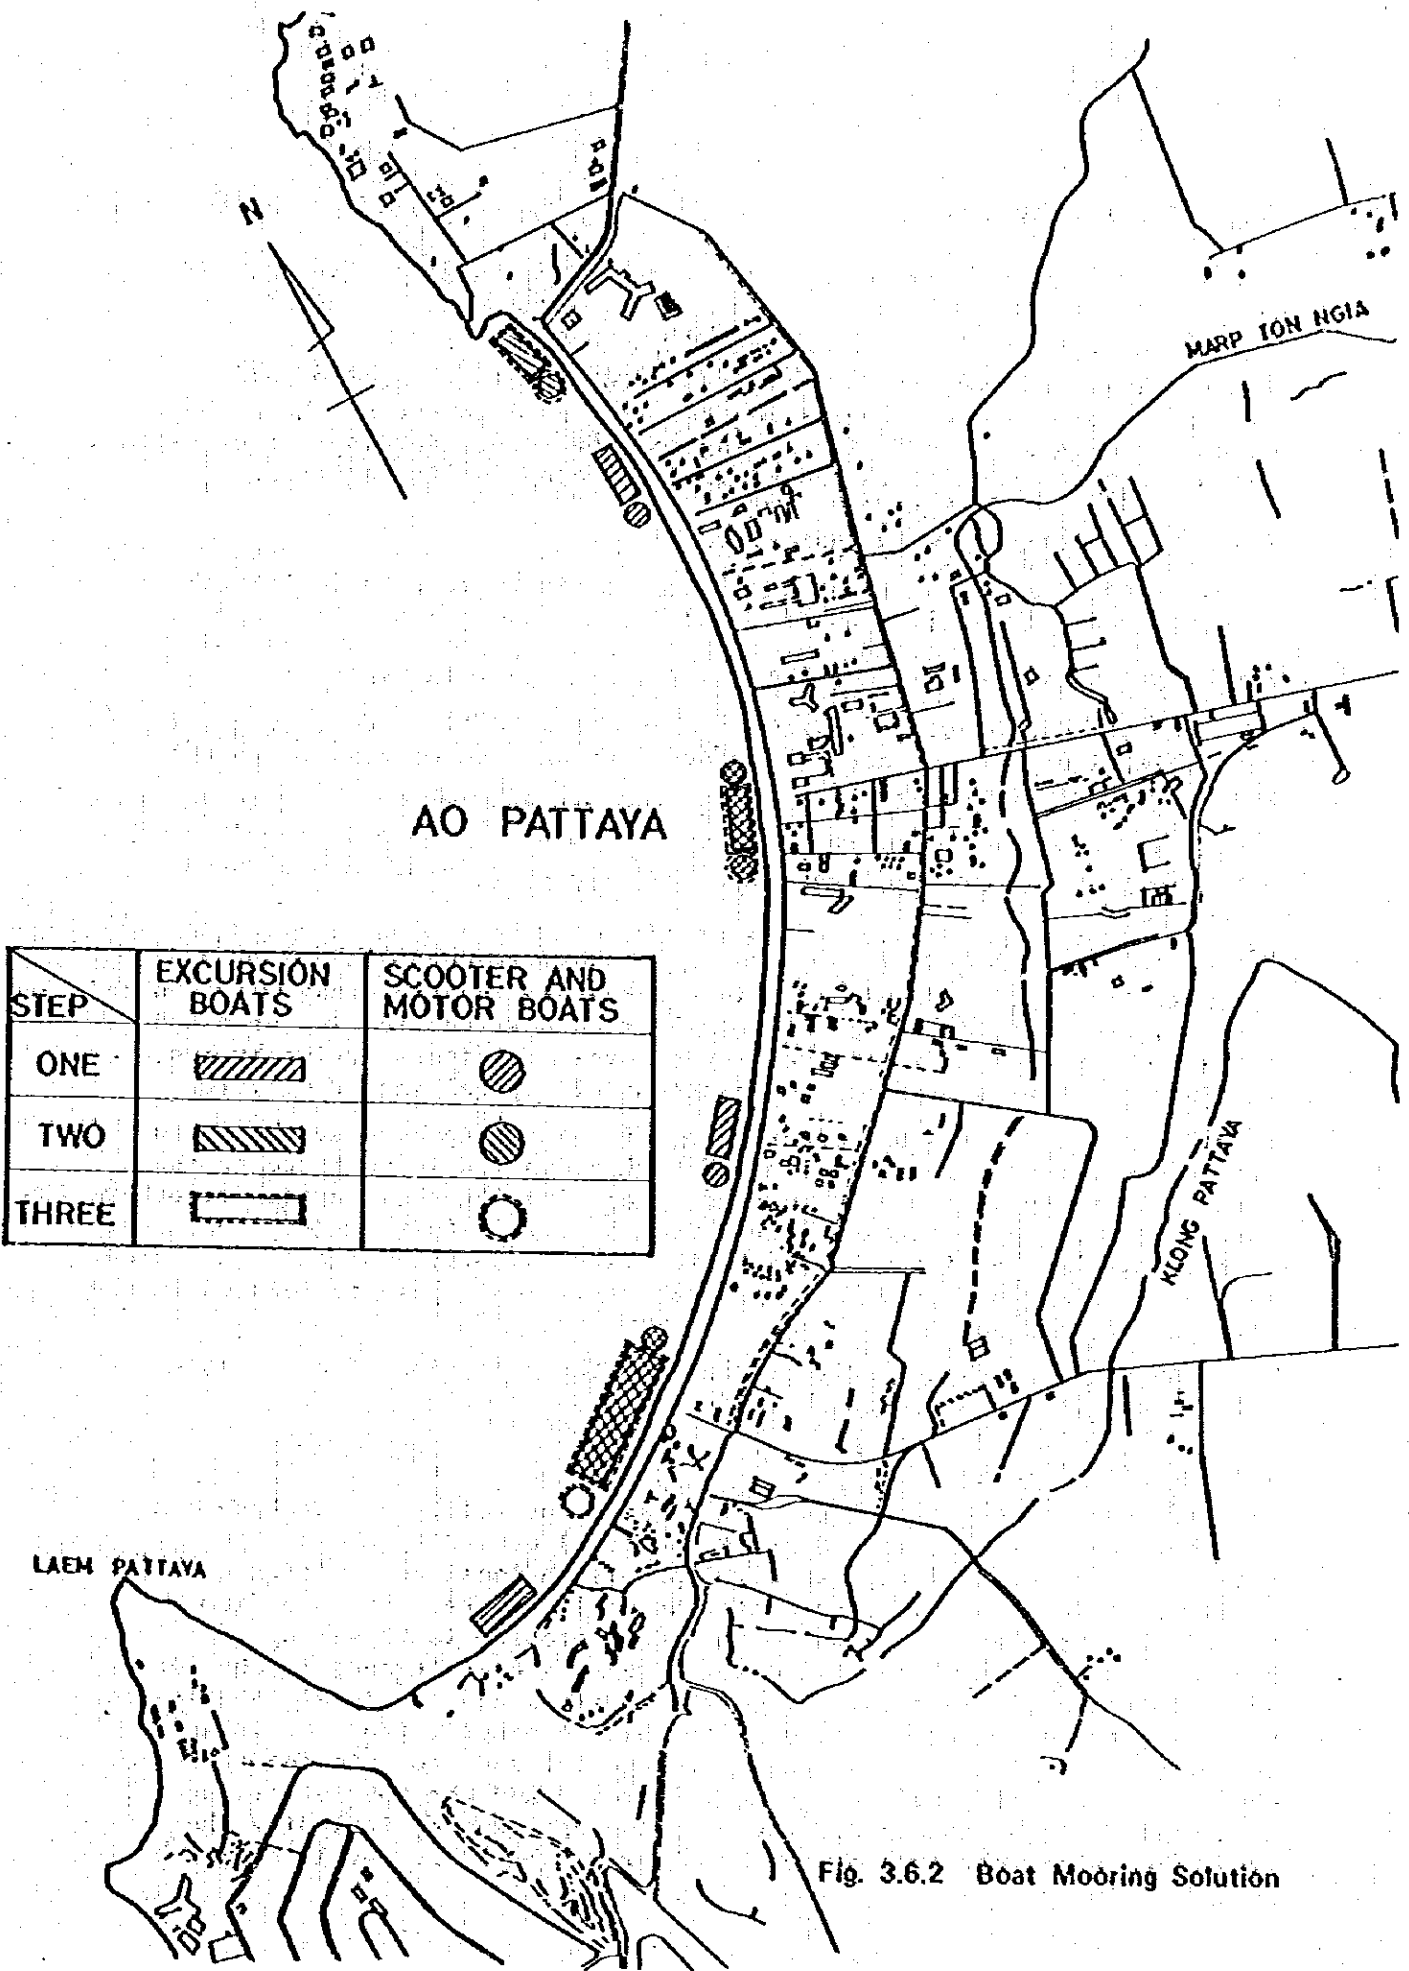 N
MARP TON NGIA
AO PATTAYA
STEP
EXCURSION
BOATS
SCOOTER AND
MOTOR BOATS
ONE
TWO
THREE
KLONG PATTAYA
LAEM PATTAYA
Fig. 3.6.2 Boat Mooring Solution